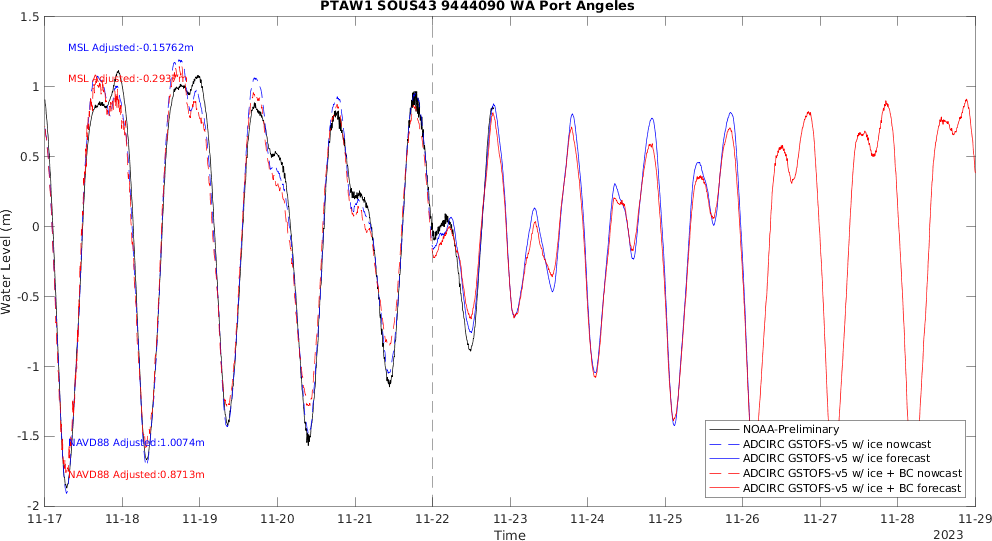 PTAW1 SOUS43 9444090 WA Port Angeles
1.5
1
0.5
0
-0.5
-1
-1.5
-2
Water Level (m)
MSL Adjusted:-0.15762m
MSL Adjusted:-0.293
NAVD88 Adjusted:1.0074m
NAVD88 Adjusted:0.8713m
NOAA-Preliminary
ADCIRC GSTOFS-v5 w/ ice nowcast
ADCIRC GSTOFS-v5 w/ ice forecast
ADCIRC GSTOFS-v5 w/ ice + BC nowcast
ADCIRC GSTOFS-v5 w/ ice + BC forecast
11-17 11-18 11-19 11-20 11-21 11-22 11-23 11-24 11-25 11-26 11-27 11-28 11-29
Time
2023